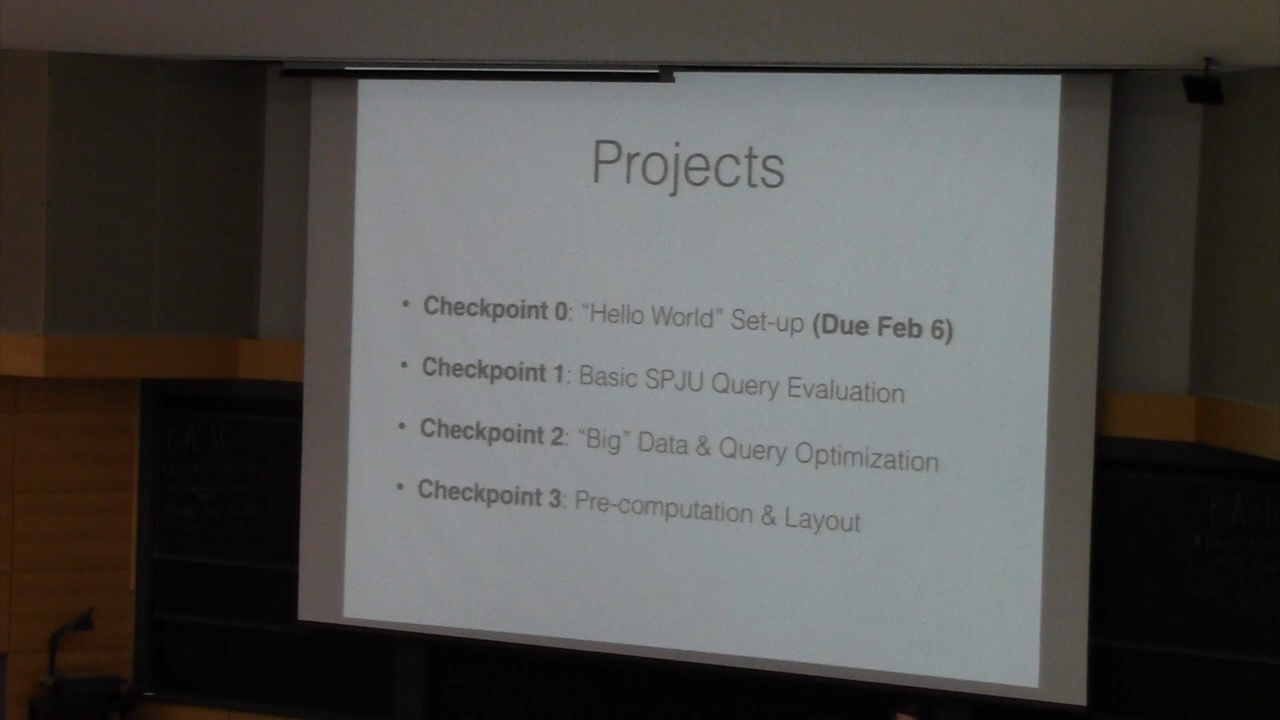 Projects
• Checkpoint 0: “Hello World” Set-up (Due Feb 6)
• Checkpoint 1: Basic SPJU Query Evaluation
• Checkpoint 2: “Big” Data & Query Optimization
• Checkpoint 3: Pre-computation & Layout